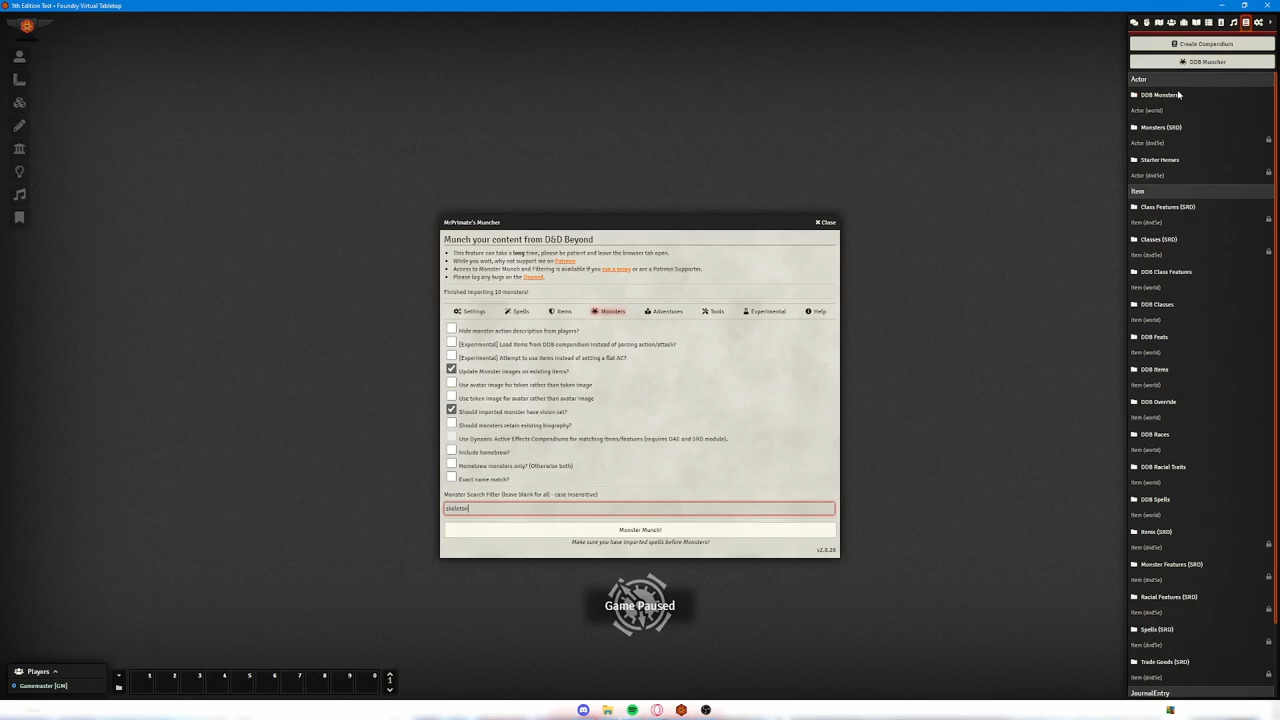 5th Edition Test • Foundry Virtual Tabletop
Create Compendium
DDB Muncher
Actor
DDB Monsters
Actor (world)
Monsters (SRD)
Actor (dnd5e)
Starter Heroes
Actor (dnd5e)
Item
Class Features (SRD)
Item (dnd5e)
Classes (SRD)
Item (dnd5e)
DDB Class Features
Item (world)
DDB Classes
Item (world)
DDB Feats
Item (world)
DDB Items
Item (world)
DDB Override
Item (world)
DDB Races
Item (world)
DDB Racial Traits
Item (world)
DDB Spells
Item (world)
Items (SRD)
Item (dnd5e)
Monster Features (SRD)
Item (dnd5e)
Racial Features (SRD)
Item (dnd5e)
Spells (SRD)
Item (dnd5e)
Trade Goods (SRD)
Item (dnd5e)
JournalEntry
MrPrimate's Muncher
Close
Munch your content from D&D Beyond
• This feature can take a long time, please be patient and leave the browser tab open.
• While you wait, why not support me on Patreon
• Access to Monster Munch and Filtering is available if you run a proxy or are a Patreon Supporter.
• Please log any bugs on the Discord.
Finished importing 10 monsters!
Settings Spells Items Monsters Adventures Tools Experimental Help
Hide monster action description from players?
[Experimental] Load items from DDB compendium instead of parsing action/attack?
[Experimental] Attempt to use items instead of setting a flat AC?
Update Monster images on existing items?
Use avatar image for token rather than token image
Use token image for avatar rather than avatar image
Should imported monster have vision set?
Should monsters retain existing biography?
Use Dynamic Active Effects Compendiums for matching items/features (requires DAE and SRD module).
Include homebrew?
Homebrew monsters only? (Otherwise both)
Exact name match?
Monster Search Filter (leave blank for all - case insensitive)
skeleton
Monster Munch!
Make sure you have imported spells before Monsters!
v2.0.28
Game Paused
Players
Gamemaster [GM]
1 2 3 4 5 6 7 8 9 0
1